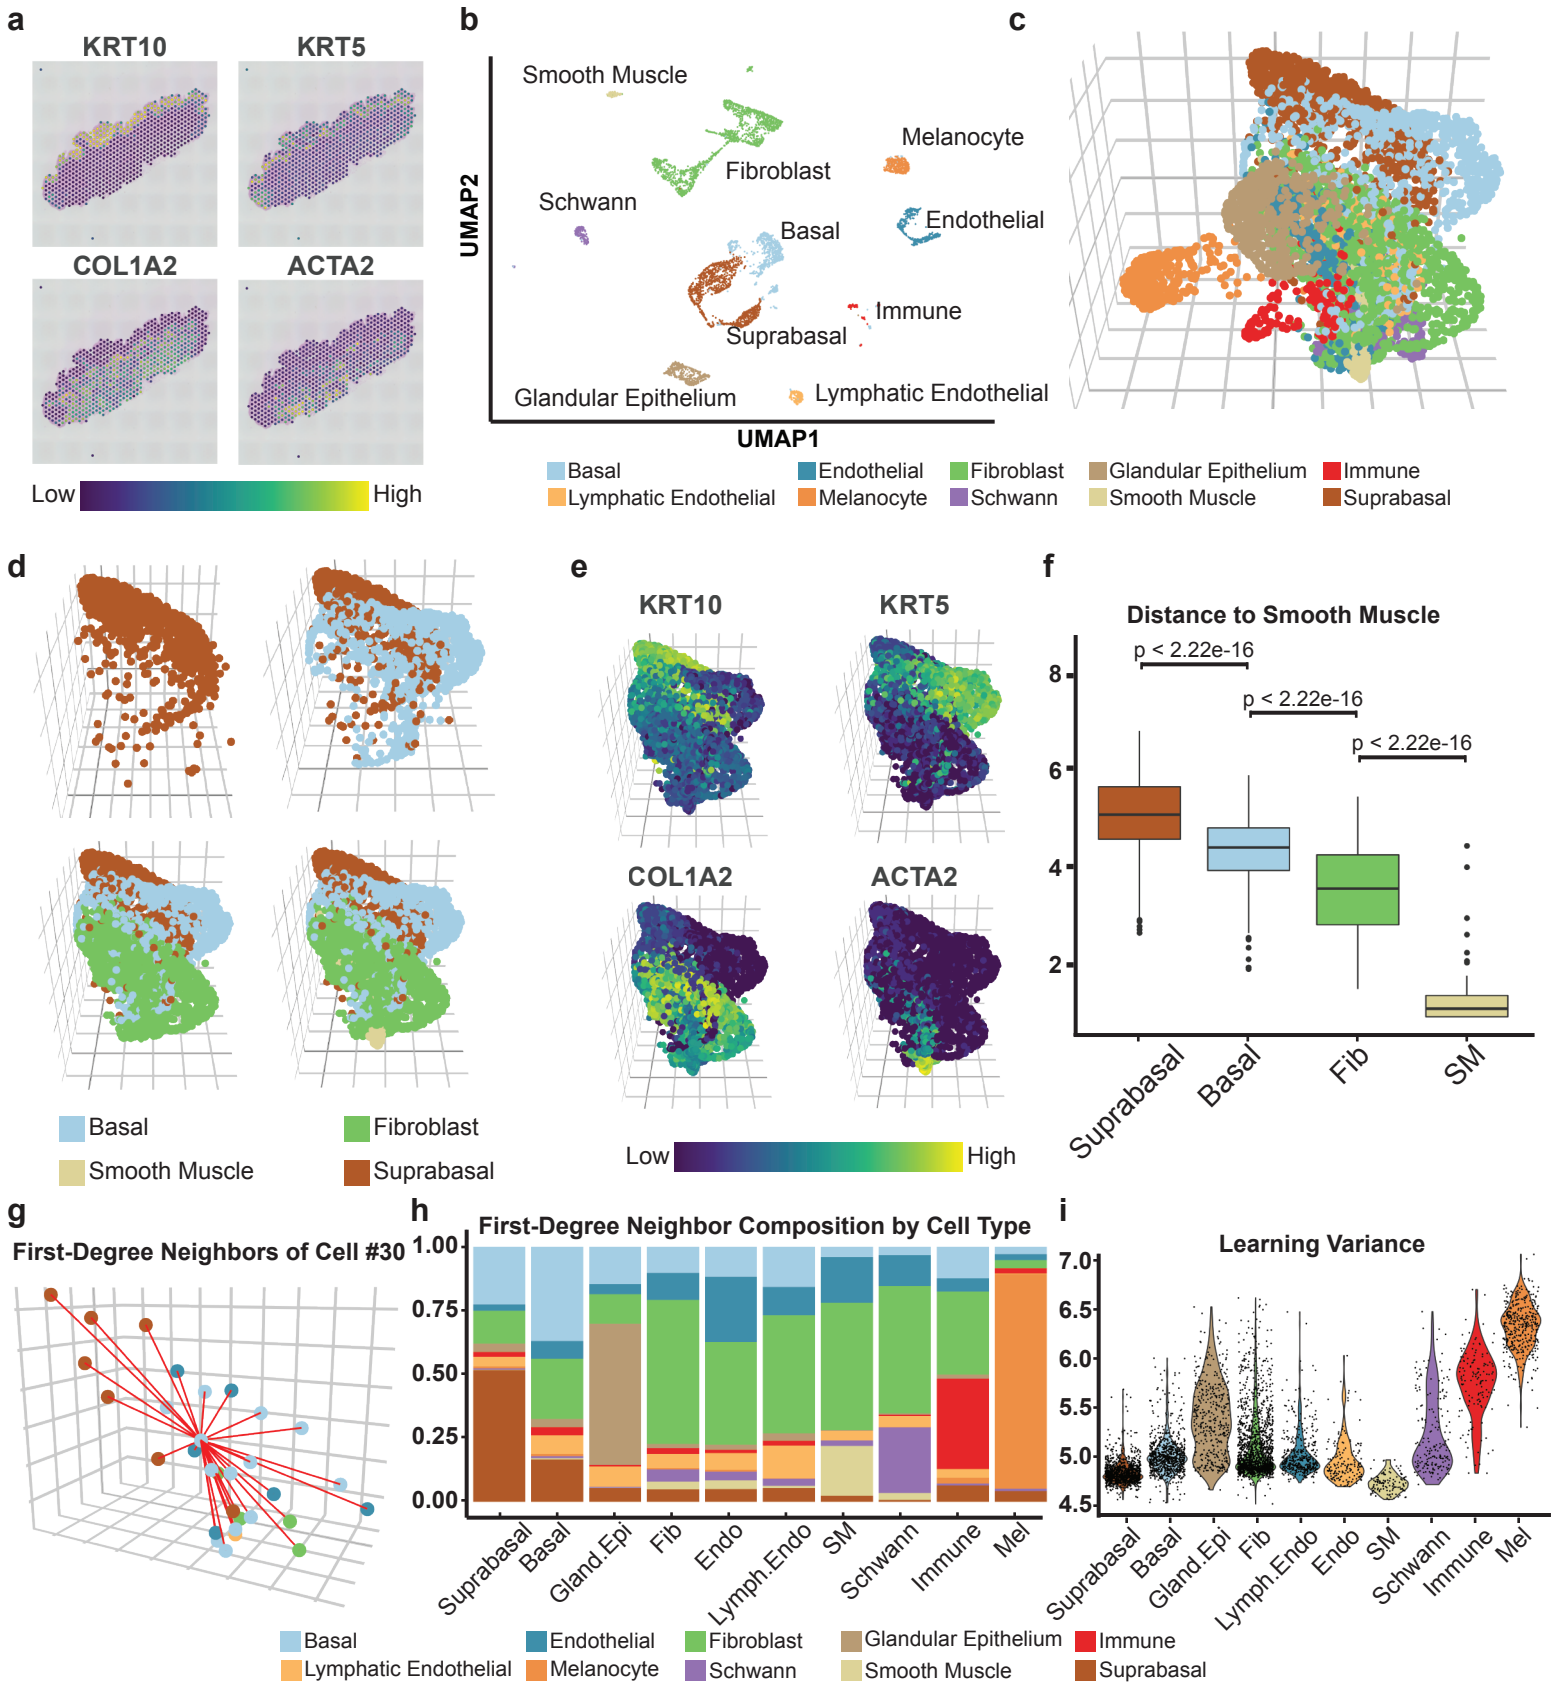 a
KRT10
KRT5
COL1A2
ACTA2
Low
High
b
UMAP2
Smooth Muscle
Fibroblast
Melanocyte
Schwann
Basal
Endothelial
Immune
Suprabasal
Glandular Epithelium
Lymphatic Endothelial
UMAP1
c
Basal
Endothelial
Fibroblast
Glandular Epithelium
Immune
Lymphatic Endothelial
Melanocyte
Schwann
Smooth Muscle
Suprabasal
d
Basal
Fibroblast
Smooth Muscle
Suprabasal
e
KRT10
KRT5
COL1A2
ACTA2
Low
High
f
Distance to Smooth Muscle
p < 2.22e-16
p < 2.22e-16
p < 2.22e-16
8
6
4
2
Suprabasal
Basal
Fib
SM
g
First-Degree Neighbors of Cell #30
h
First-Degree Neighbor Composition by Cell Type
1.00
0.75
0.50
0.25
0.00
Suprabasal
Basal
Gland.Epi
Fib
Endo
Lymph.Endo
SM
Schwann
Immune
Mel
i
Learning Variance
7.0
6.5
6.0
5.5
5.0
4.5
Suprabasal
Basal
Gland.Epi
Fib
Lymph.Endo
Endo
SM
Schwann
Immune
Mel
Basal
Endothelial
Fibroblast
Glandular Epithelium
Immune
Lymphatic Endothelial
Melanocyte
Schwann
Smooth Muscle
Suprabasal